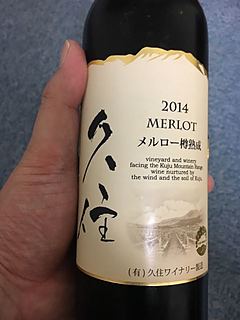 久住
2014
MERLOT
メルロー樽熟成
vineyard and winery
facing the Kuju Mountain Range
wine nurtured by
the wind and the soil of Kuju.
(有)久住ワイナリー製造